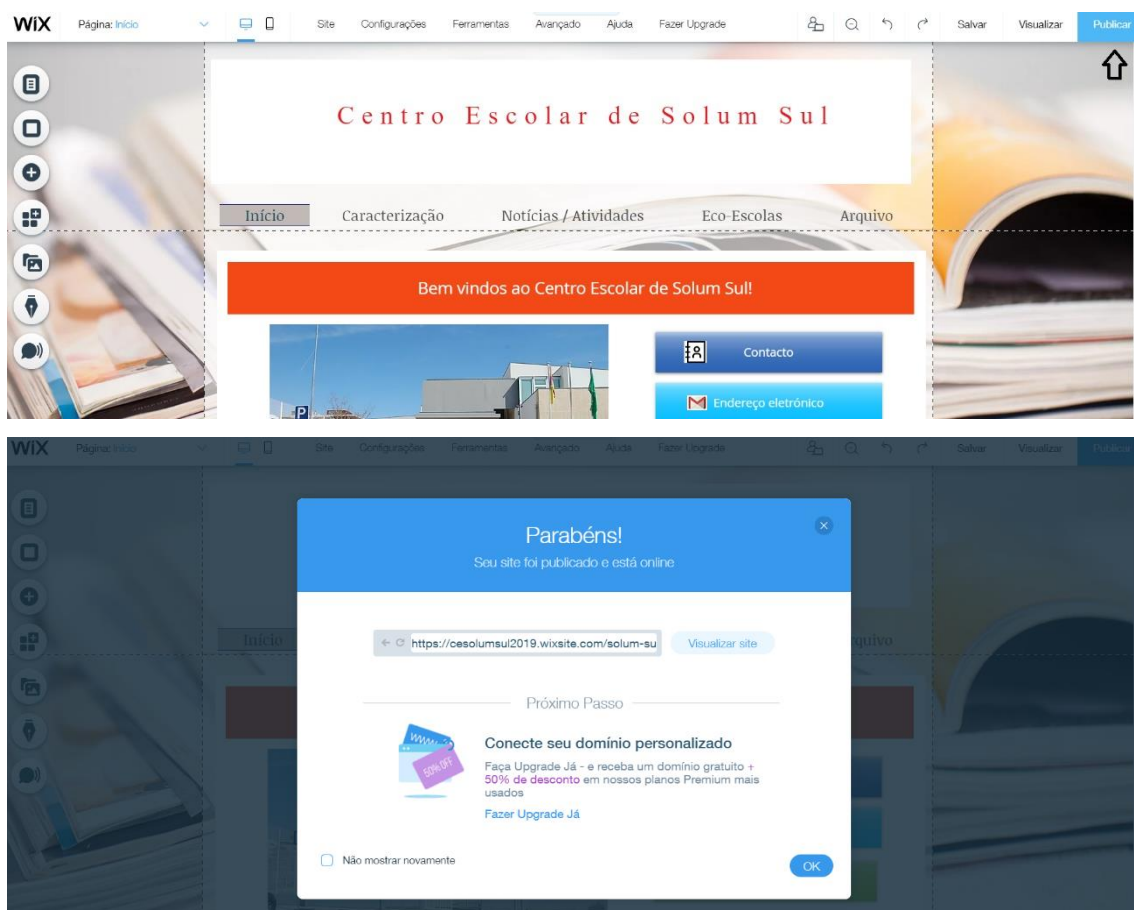 WiX Página: Início Site Configurações Ferramentas Avançado Ajuda Fazer Upgrade Salvar Visualizar Publicar
Centro Escolar de Solum Sul
Início Caracterização Notícias / Atividades Eco-Escolas Arquivo
Bem vindos ao Centro Escolar de Solum Sul!
Contacto
P
Endereço eletrónico
WiX Página: Início Site Configurações Ferramentas Avançado Ajuda Fazer Upgrade Salvar Visualizar Publicar
Parabéns!
Seu site foi publicado e está online
Início
https://cesolumsul2019.wixsite.com/solum-su Visualizar site
quivo
Próximo Passo
www
50% OFF
Conecte seu domínio personalizado
Faça Upgrade Já - e receba um domínio gratuito +
50% de desconto em nossos planos Premium mais
usados
Fazer Upgrade Já
Não mostrar novamente
OK